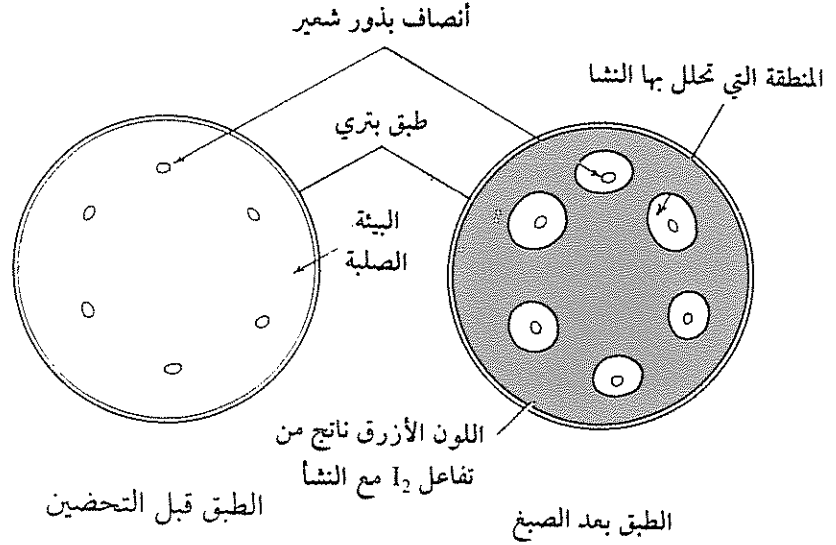 أنصاف بذور شعير
المنطقة التي تحلل بها النشا
طبق بتري
البيئة
الصلبة
اللون الأزرق ناتج من
تفاعل I₂ مع النشأ
الطبق قبل التحضين
الطبق بعد الصبغ